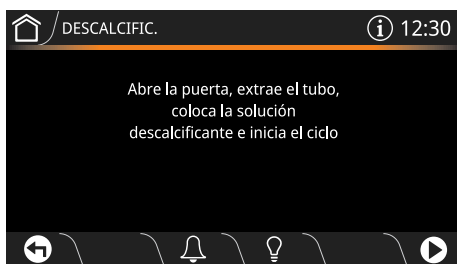 DESCALCIFIC.
i 12:30
Abre la puerta, extrae el tubo,
coloca la solución
descalcificante e inicia el ciclo